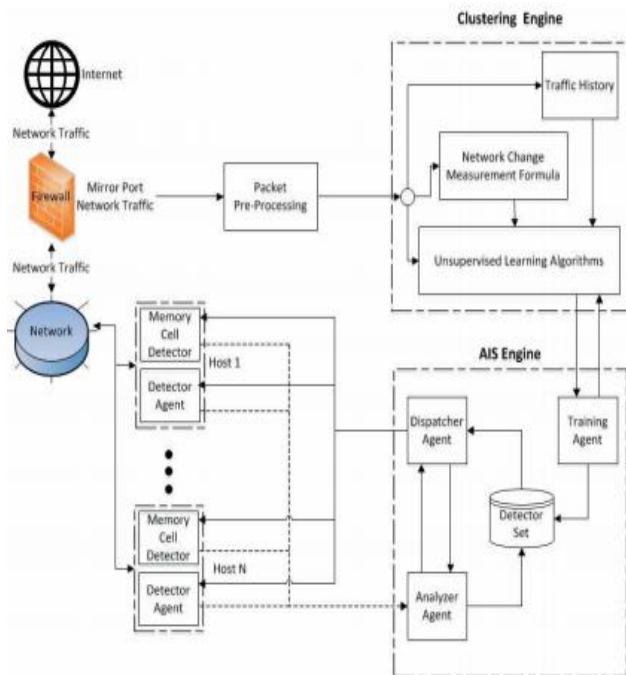 Clustering Engine
Internet
Traffic History
Network Traffic
Network Change
Measurement Formula
Firewall
Mirror Port
Network Traffic
Packet
Pre-Processing
Unsupervised Learning Algorithms
Network Traffic
Network
Memory
Cell
Detector
Host 1
Detector
Agent
AIS Engine
Dispatcher
Agent
Training
Agent
Detector
Set
Memory
Cell
Detector
Host N
Detector
Agent
Analyzer
Agent